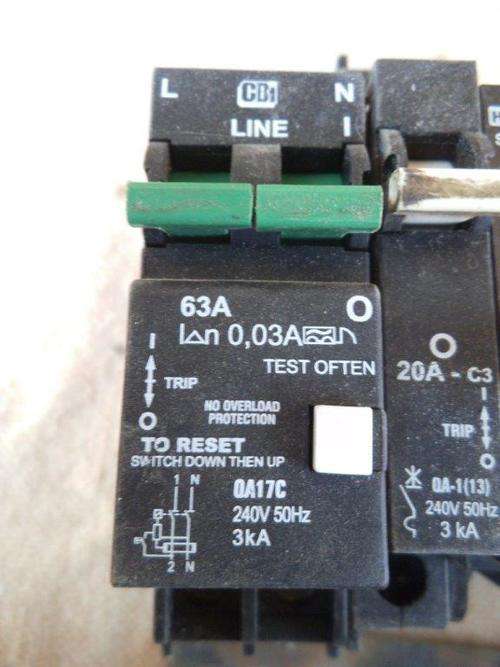 L CBI N
LINE I
63A O
I△n 0,03A
TEST OFTEN
I
TRIP
O
NO OVERLOAD
PROTECTION
TO RESET
SWITCH DOWN THEN UP
1 N
QA17C
240V 50Hz
3kA
2 N
O
20A - C3
I
TRIP
O
QA-1(13)
240V 50Hz
3 kA
H
S